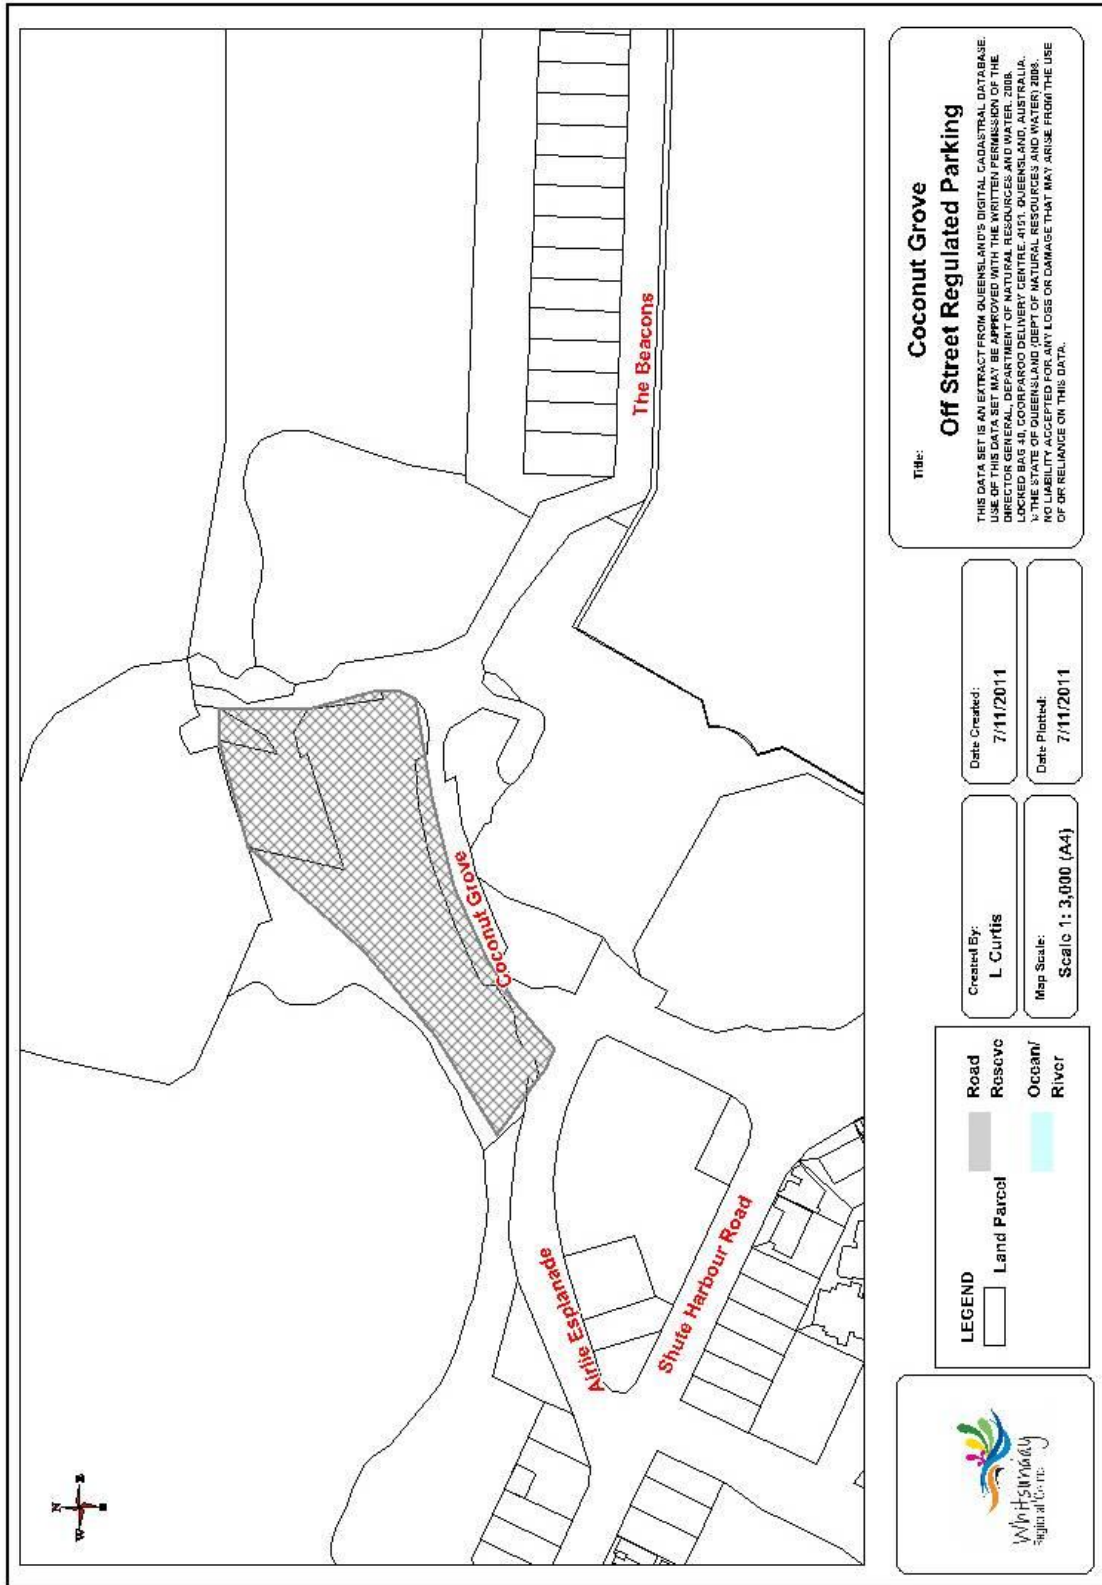 N
W E
S
The Beacons
Coconut Grove
Airlie Esplanade
Shute Harbour Road
Whitsunday
Regional Council
LEGEND
Land Parcel
Road
Reseve
Ocean/
River
Created By:
L Curtis
Map Scale:
Scale 1: 3,000 (A4)
Date Created:
7/11/2011
Date Plotted:
7/11/2011
Title:
Coconut Grove
Off Street Regulated Parking
THIS DATA SET IS AN EXTRACT FROM QUEENSLAND'S DIGITAL CADASTRAL DATABASE.
USE OF THIS DATA SET MAY BE APPROVED WITH THE WRITTEN PERMISSION OF THE
DIRECTOR GENERAL, DEPARTMENT OF NATURAL RESOURCES AND WATER, 2008.
LOCKED BAG 40, COORPAROO DELIVERY CENTRE, 4151, QUEENSLAND, AUSTRALIA.
THE STATE OF QUEENSLAND (DEPT OF NATURAL RESOURCES AND WATER) 2008.
NO LIABILITY ACCEPTED FOR ANY LOSS OR DAMAGE THAT MAY ARISE FROM THE USE
OF OR RELIANCE ON THIS DATA.